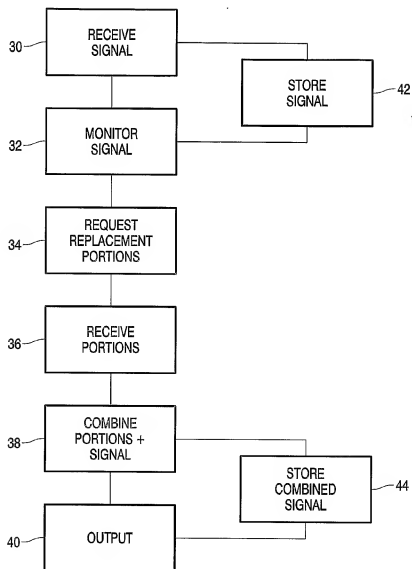 30
RECEIVE
SIGNAL
STORE
SIGNAL
42
32
MONITOR
SIGNAL
34
REQUEST
REPLACEMENT
PORTIONS
36
RECEIVE
PORTIONS
38
COMBINE
PORTIONS +
SIGNAL
STORE
COMBINED
SIGNAL
44
40
OUTPUT